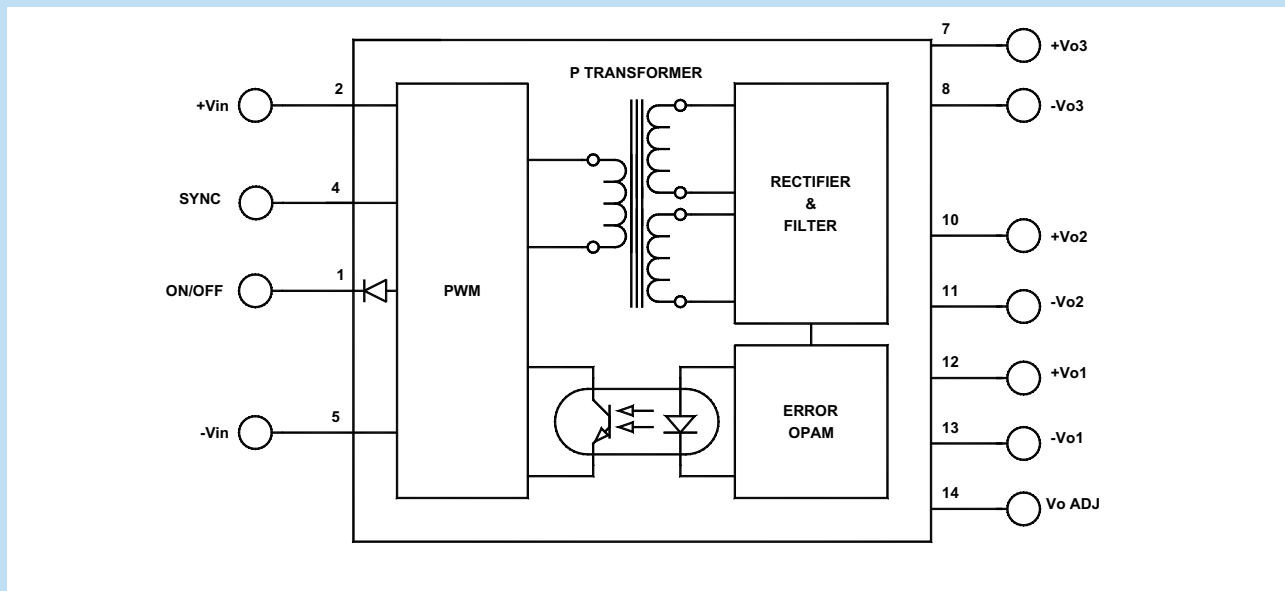 7
+Vo3
P TRANSFORMER
2
8
+Vin
-Vo3
4
SYNC
RECTIFIER
&
FILTER
10
+Vo2
1
ON/OFF
PWM
11
-Vo2
12
+Vo1
5
-Vin
ERROR
OPAM
13
-Vo1
14
Vo ADJ